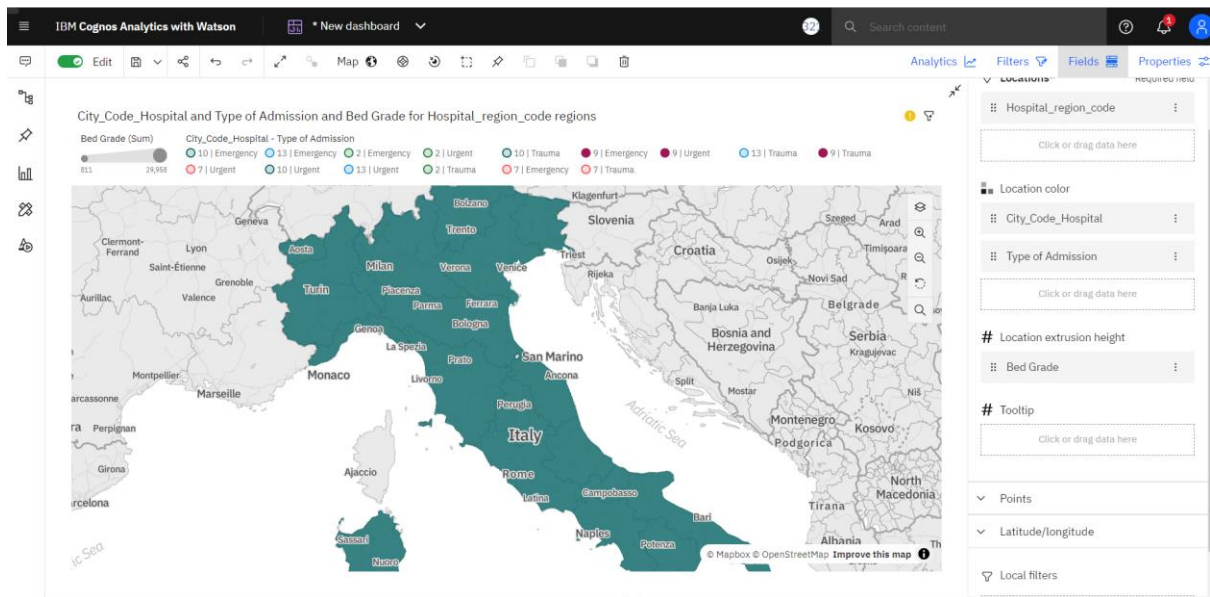 IBM Cognos Analytics with Watson
* New dashboard
Search content
1
Edit
Map
Analytics
Filters
Fields
Properties
Locations
Required field
City_Code_Hospital and Type of Admission and Bed Grade for Hospital_region_code regions
Bed Grade (Sum)
811
29,958
City_Code_Hospital - Type of Admission
10 | Emergency
13 | Emergency
2 | Emergency
2 | Urgent
10 | Trauma
9 | Emergency
9 | Urgent
13 | Trauma
9 | Trauma
7 | Urgent
10 | Urgent
13 | Urgent
2 | Trauma
7 | Emergency
7 | Trauma
Klagenfurt
Bolzano
Geneva
Slovenia
Szeged
Arad
Trento
Clermont-
Ferrand
Lyon
Aosta
Croatia
Timișoara
Milan
Verona
Venice
Triest
Osijek
Saint-Étienne
Rijeka
Grenoble
Turin
Piacenza
Novi Sad
Aurillac
Valence
Parma
Ferrara
Banja Luka
Belgrade
Genoa
Bologna
Bosnia and
Herzegovina
Serbia
La Spezia
Prato
San Marino
Kragujevac
Montpellier
Monaco
Livorno
Ancona
Split
Mostar
Niš
arcassonne
Marseille
Perugia
Adriatic Sea
Montenegro
Kosovo
ra
Perpignan
Italy
Podgorica
Girona
Ajaccio
Rome
North
Macedonia
rcelona
Latina
Campobasso
Tirana
Bari
Sassari
Naples
Potenza
Albania
Th
ic Sea
Nuoro
© Mapbox © OpenStreetMap Improve this map
Hospital_region_code
Click or drag data here
Location color
City_Code_Hospital
Type of Admission
Click or drag data here
# Location extrusion height
Bed Grade
# Tooltip
Click or drag data here
Points
Latitude/longitude
Local filters